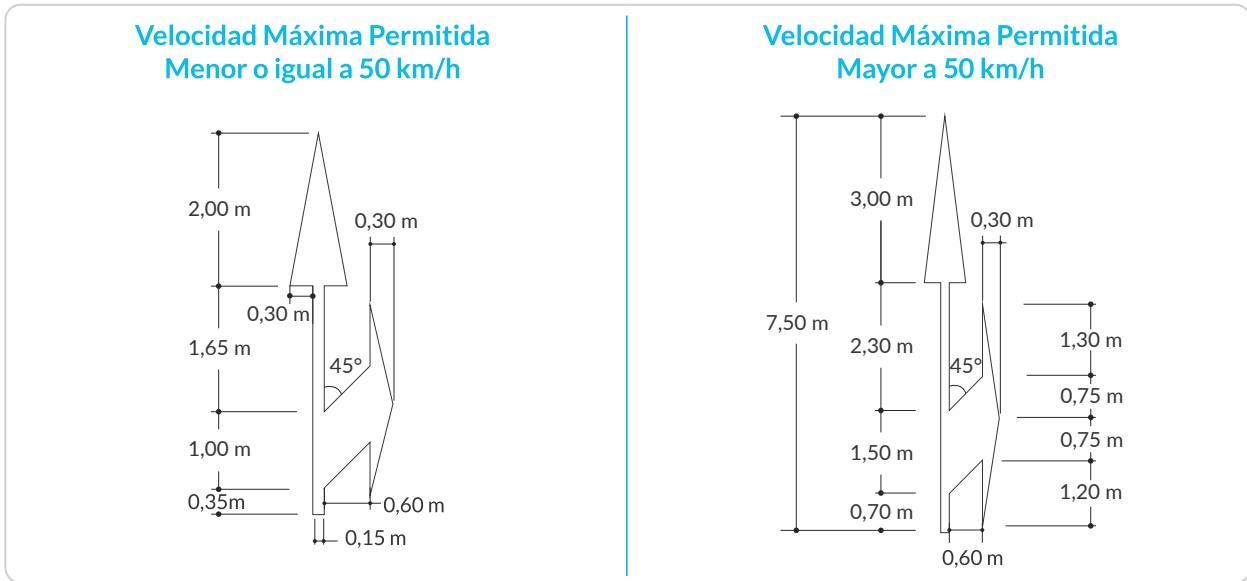 Velocidad Máxima Permitida
Menor o igual a 50 km/h
2,00 m
0,30 m
0,30 m
1,65 m
45°
1,00 m
0,35m
0,60 m
0,15 m
Velocidad Máxima Permitida
Mayor a 50 km/h
3,00 m
0,30 m
7,50 m
2,30 m
1,30 m
45°
0,75 m
0,75 m
1,50 m
1,20 m
0,70 m
0,60 m